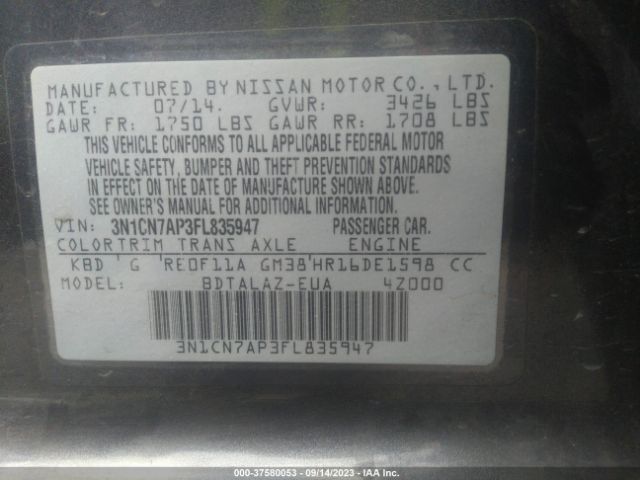 MANUFACTURED BY NISSAN MOTOR CO., LTD.
DATE: 07/14. GVWR: 3426 LBS
GAWR FR: 1750 LBS GAWR RR: 1708 LBS
THIS VEHICLE CONFORMS TO ALL APPLICABLE FEDERAL MOTOR
VEHICLE SAFETY, BUMPER AND THEFT PREVENTION STANDARDS
IN EFFECT ON THE DATE OF MANUFACTURE SHOWN ABOVE.
SEE OWNER'S MANUAL FOR ADDITIONAL INFORMATION.
VIN: 3N1CN7AP3FL835947 PASSENGER CAR.
COLORTRIM TRANS AXLE ENGINE
KBD G RE0F11A GM38 HR16DE1598 CC
MODEL: BDTALAZ-EUA 4Z000
3N1CN7AP3FL835947
000-37580053 - 09/14/2023 - IAA Inc.